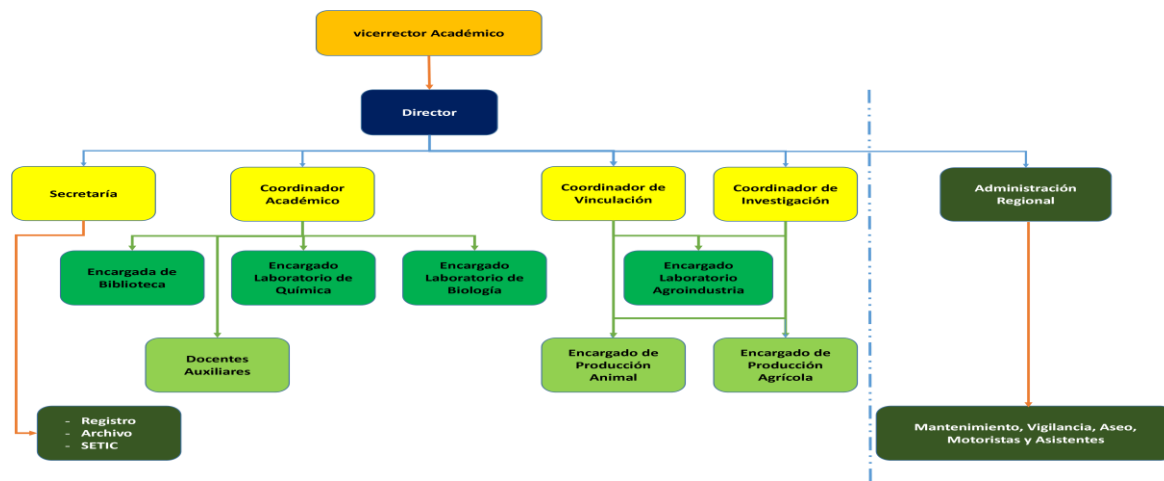 vicerrector Académico
Director
Secretaría
Coordinador
Académico
Coordinador de
Vinculación
Coordinador de
Investigación
Administración
Regional
Encargada de
Biblioteca
Encargado
Laboratorio de
Química
Encargado
Laboratorio de
Biología
Encargado
Laboratorio
Agroindustria
Docentes
Auxiliares
Encargado de
Producción
Animal
Encargado de
Producción
Agrícola
- Registro
- Archivo
- SETIC
Mantenimiento, Vigilancia, Aseo,
Motoristas y Asistentes